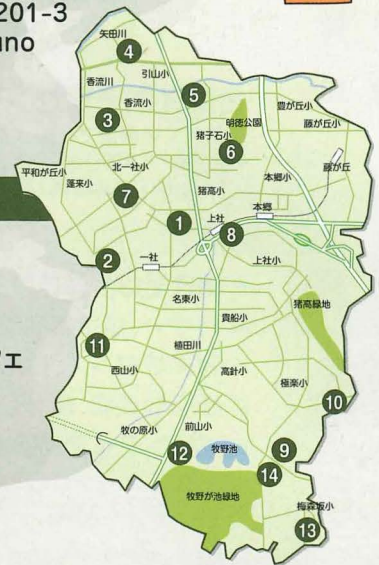 201-3
ano
矢田川
4
引山小
香流川
5
香流小
豊が丘小
3
明徳公園
藤が丘小
猪子石小
6
平和が丘小
北一社小
本郷小
藤が丘
蓬来小
7
猪高小
1
上社
本郷
8
2
一社
上社小
名東小
猪高緑地
貴船小
植田川
ェ
11
西山小
高針小
極楽小
10
牧の原小
前山小
12
牧野池
9
14
牧野が池緑地
梅森坂小
13